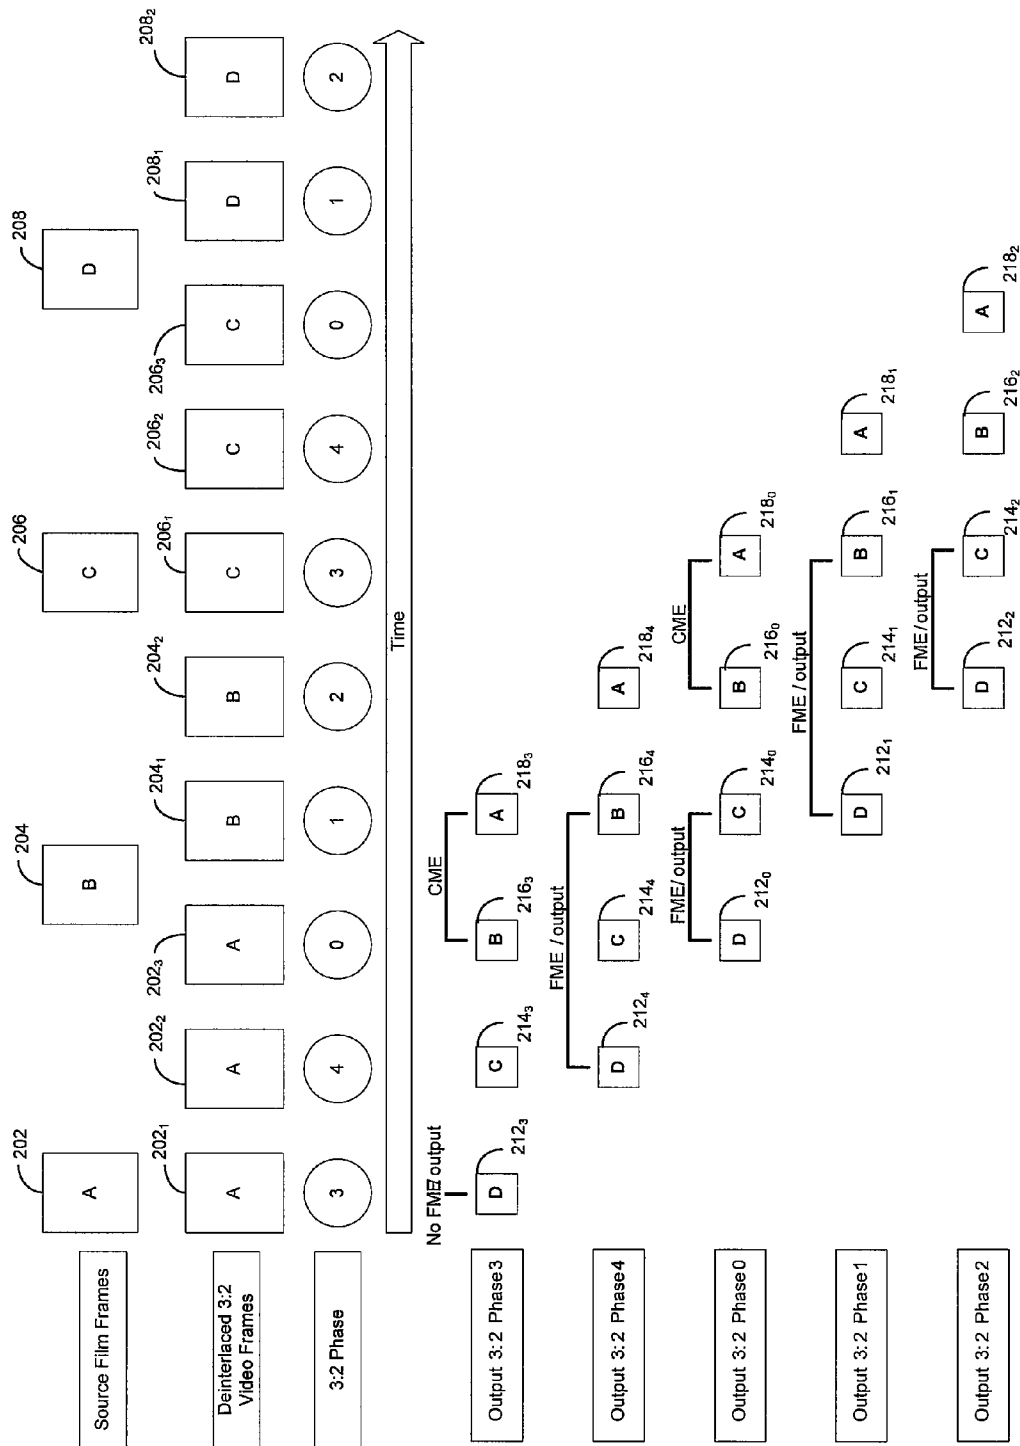 Source Film Frames
202
A
204
B
206
C
208
D
Deinterlaced 3:2
Video Frames
202₁
A
202₂
A
202₃
A
204₁
B
204₂
B
206₁
C
206₂
C
206₃
C
208₁
D
208₂
D
3:2 Phase
3
4
0
1
2
3
4
0
1
2
Time
Output 3:2 Phase3
No FME/output
CME
D
212₃
C
214₃
B
216₃
A
218₃
Output 3:2 Phase4
FME / output
D
212₄
C
214₄
B
216₄
A
218₄
Output 3:2 Phase0
FME/ output
CME
D
212₀
C
214₀
B
216₀
A
218₀
Output 3:2 Phase1
FME / output
D
212₁
C
214₁
B
216₁
A
218₁
Output 3:2 Phase2
FME / output
D
212₂
C
214₂
B
216₂
A
218₂